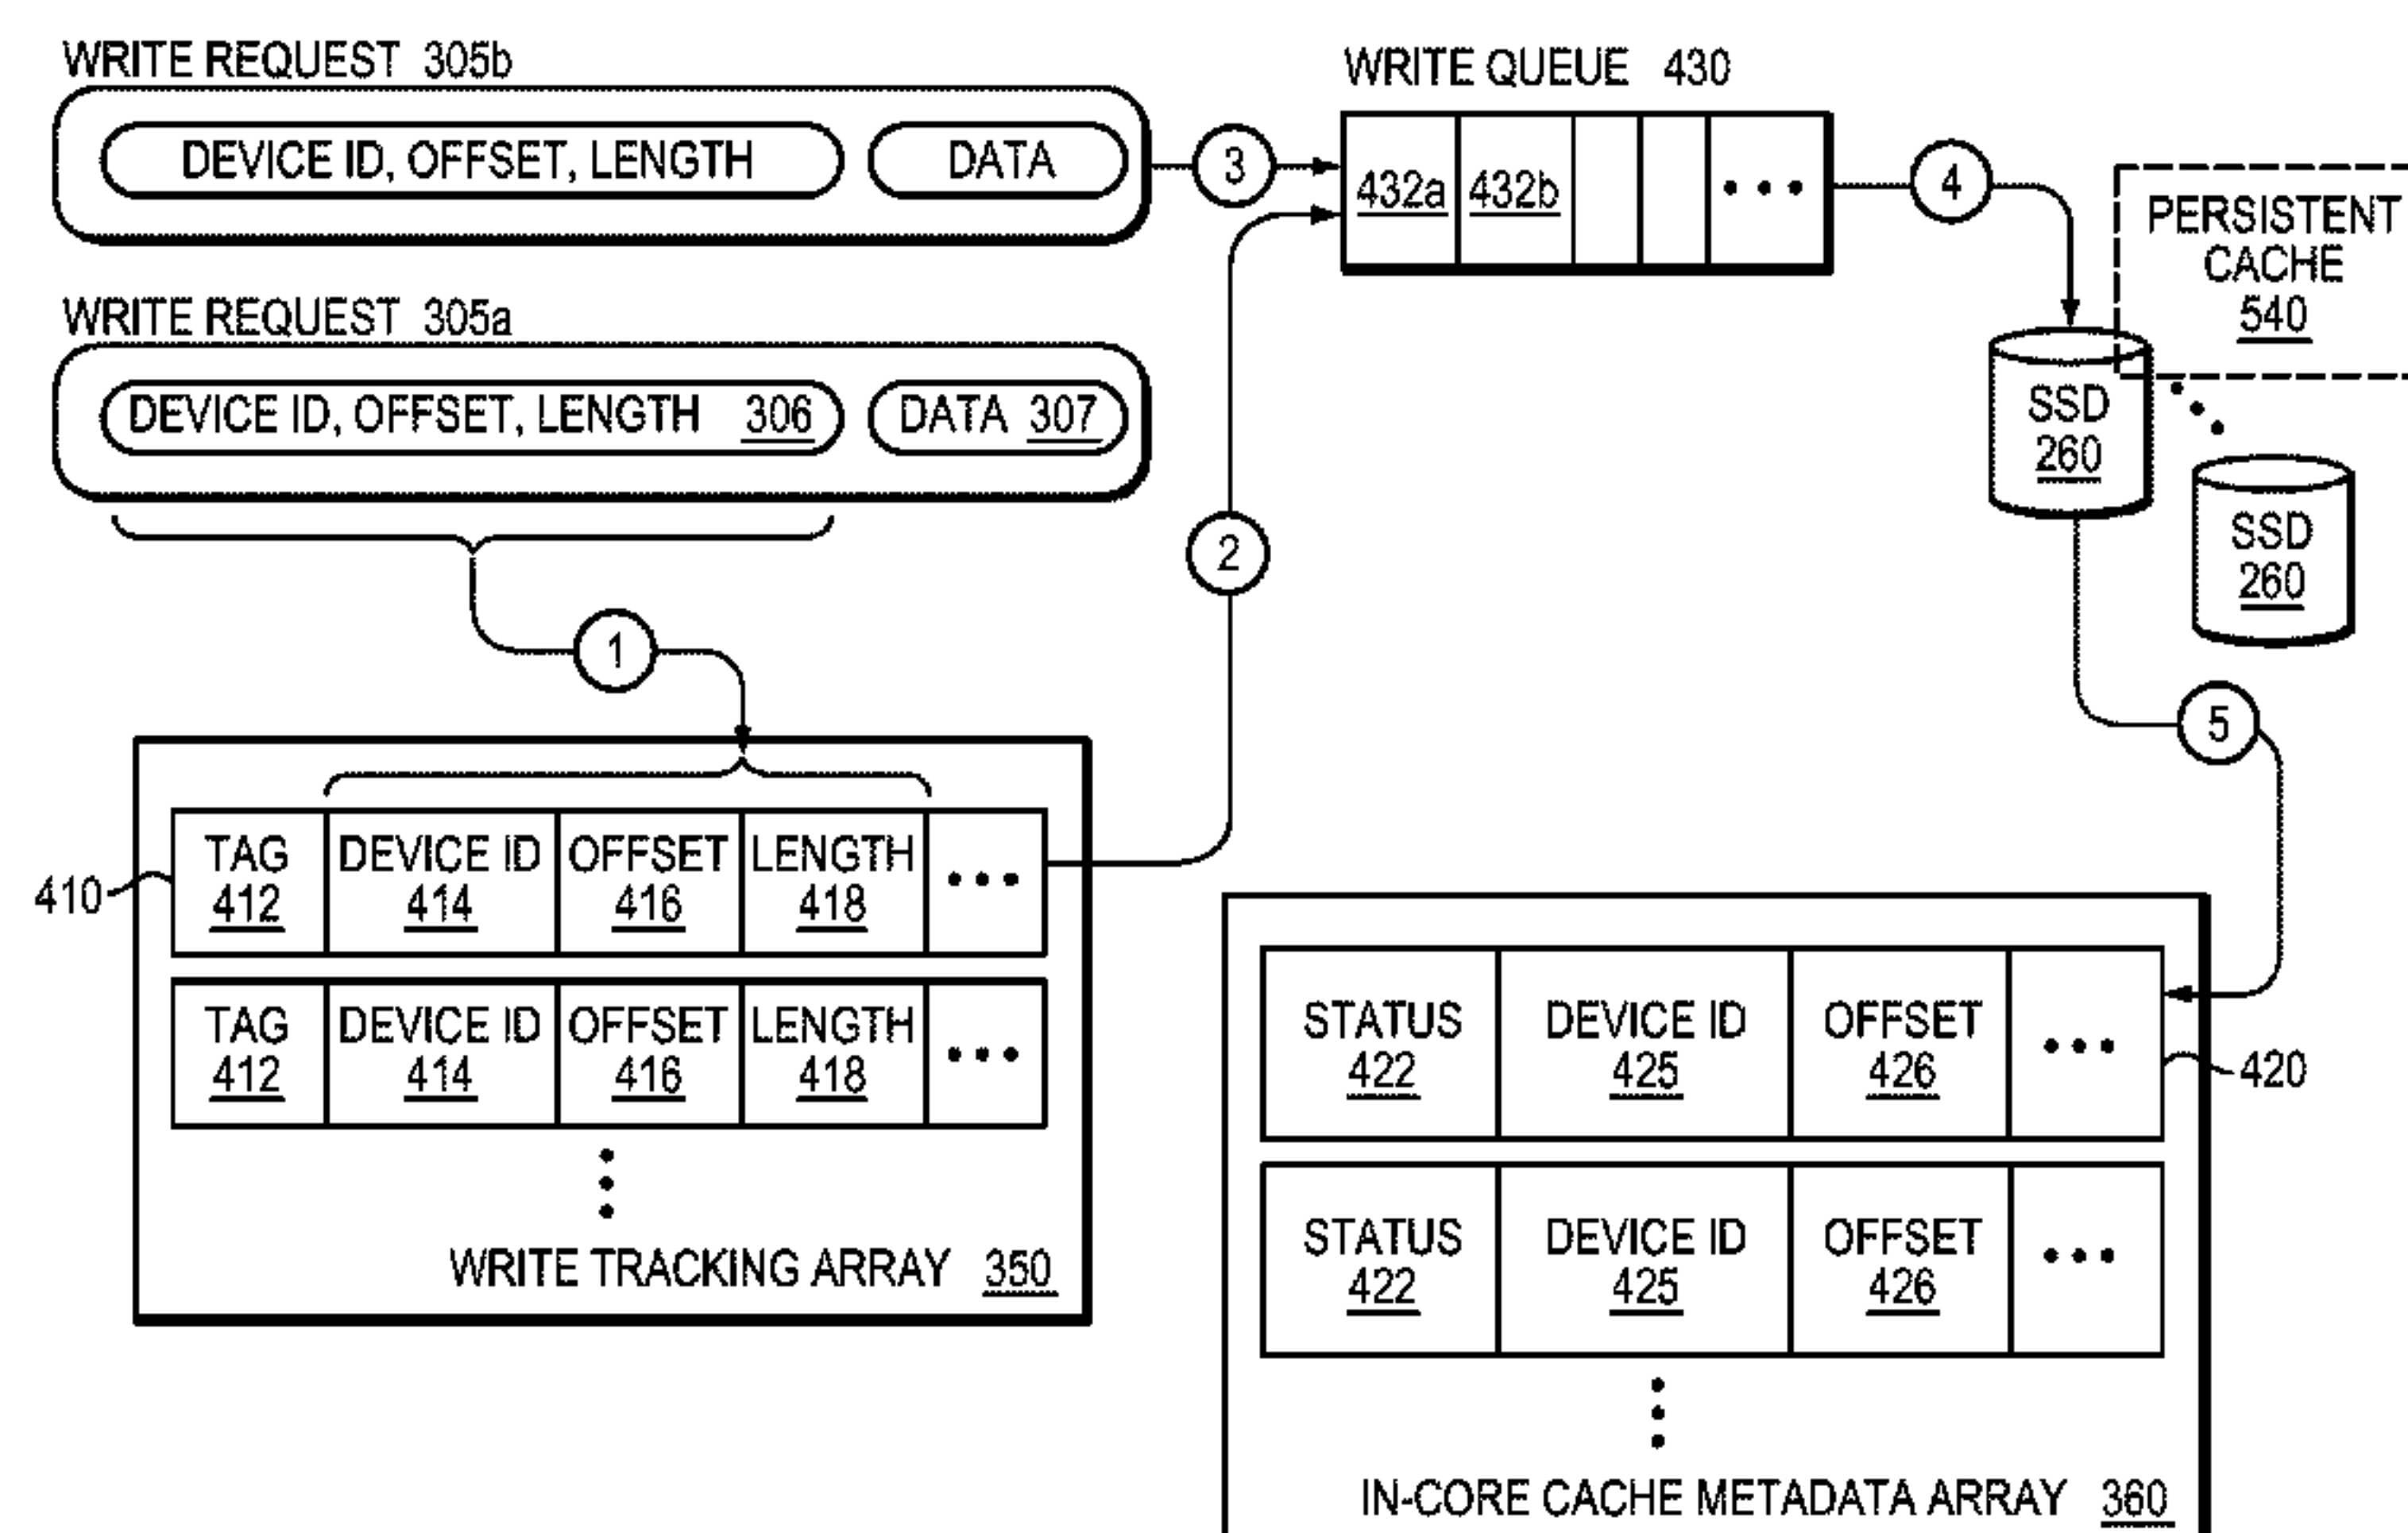 WRITE REQUEST 305b
DEVICE ID, OFFSET, LENGTH
DATA
3
WRITE QUEUE 430
432a
432b
4
PERSISTENT
CACHE
540
WRITE REQUEST 305a
DEVICE ID, OFFSET, LENGTH 306
DATA 307
SSD
260
SSD
260
2
1
5
410
TAG
412
DEVICE ID
414
OFFSET
416
LENGTH
418
TAG
412
DEVICE ID
414
OFFSET
416
LENGTH
418
WRITE TRACKING ARRAY 350
STATUS
422
DEVICE ID
425
OFFSET
426
420
STATUS
422
DEVICE ID
425
OFFSET
426
IN-CORE CACHE METADATA ARRAY 360